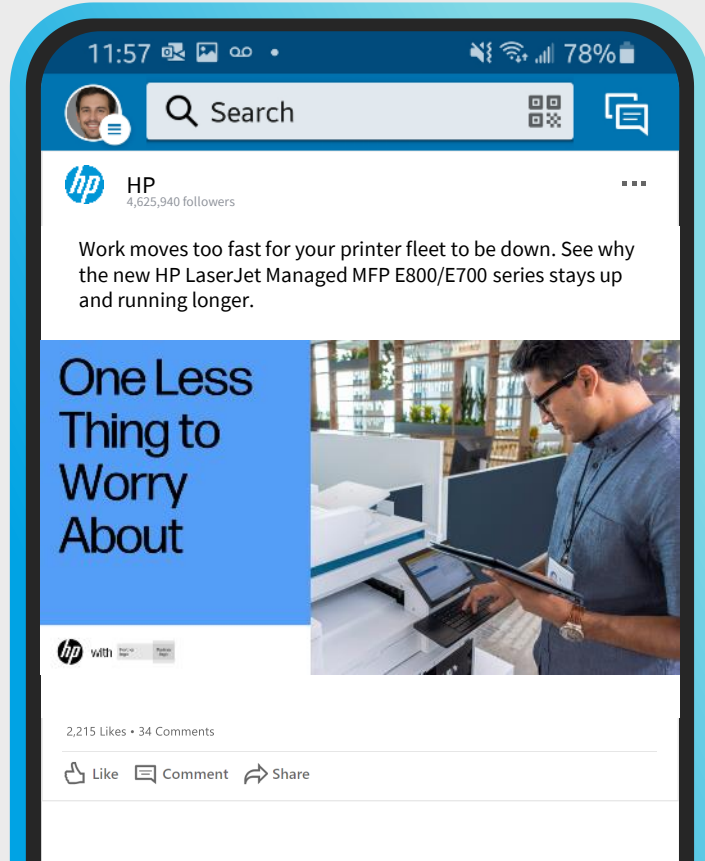 11:57
78%
Search
hp
HP
4,625,940 followers
Work moves too fast for your printer fleet to be down. See why
the new HP LaserJet Managed MFP E800/E700 series stays up
and running longer.
One Less
Thing to
Worry
About
hp with
2,215 Likes • 34 Comments
Like Comment Share